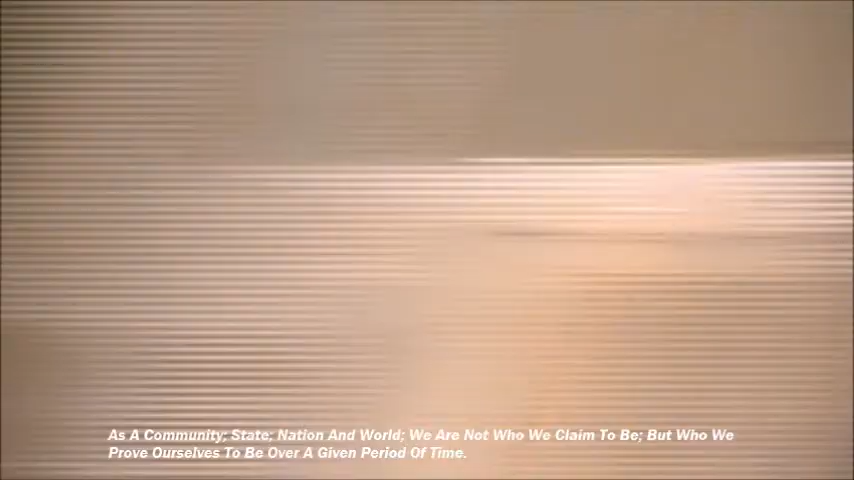 As A Community; State; Nation And World; We Are Not Who We Claim To Be; But Who We
Prove Ourselves To Be Over A Given Period Of Time.